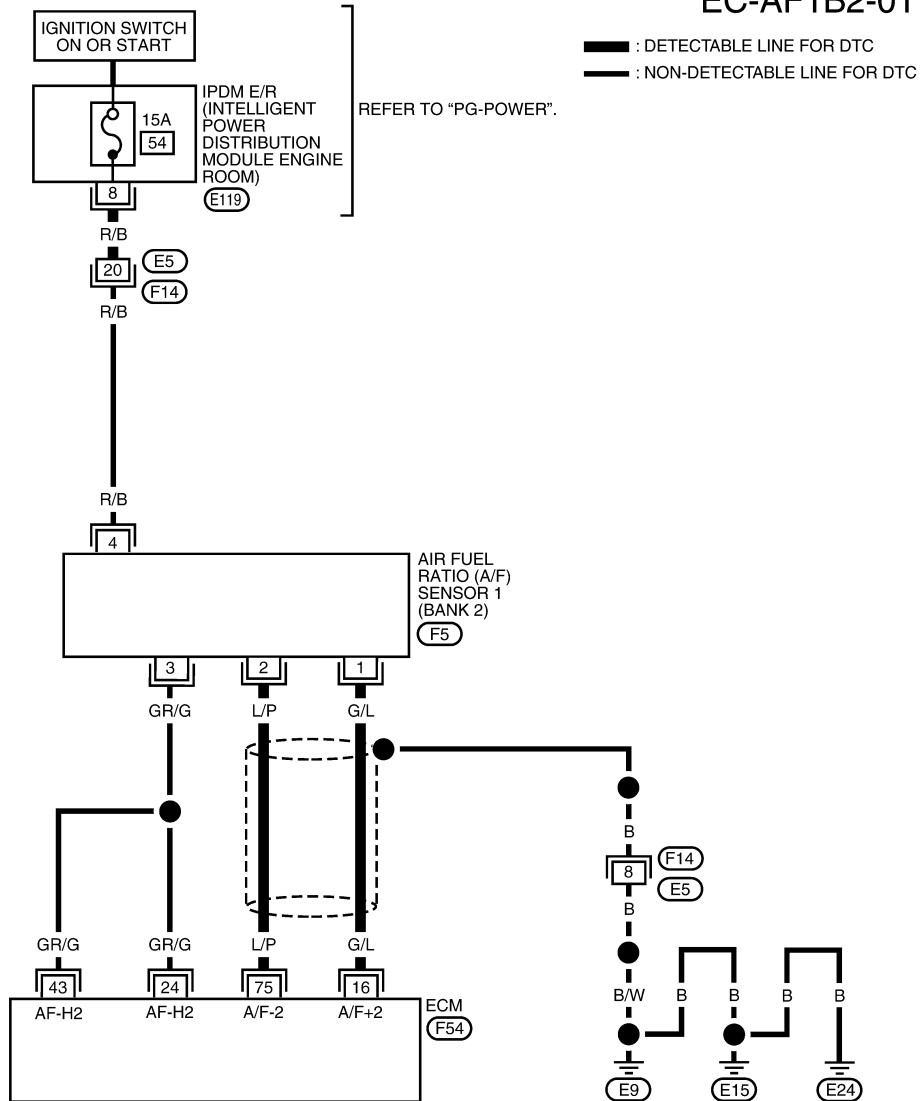 EC-AF1B2-01
IGNITION SWITCH
ON OR START
: DETECTABLE LINE FOR DTC
: NON-DETECTABLE LINE FOR DTC
15A
54
IPDM E/R
(INTELLIGENT
POWER
DISTRIBUTION
MODULE ENGINE
ROOM)
E119
REFER TO “PG-POWER”.
8
R/B
20
E5
F14
R/B
R/B
4
AIR FUEL
RATIO (A/F)
SENSOR 1
(BANK 2)
F5
3 2 1
GR/G L/P G/L
B
8
F14
E5
B
GR/G GR/G L/P G/L
43 24 75 16
AF-H2 AF-H2 A/F-2 A/F+2
ECM
F54
B/W B B B B
E9 E15 E24